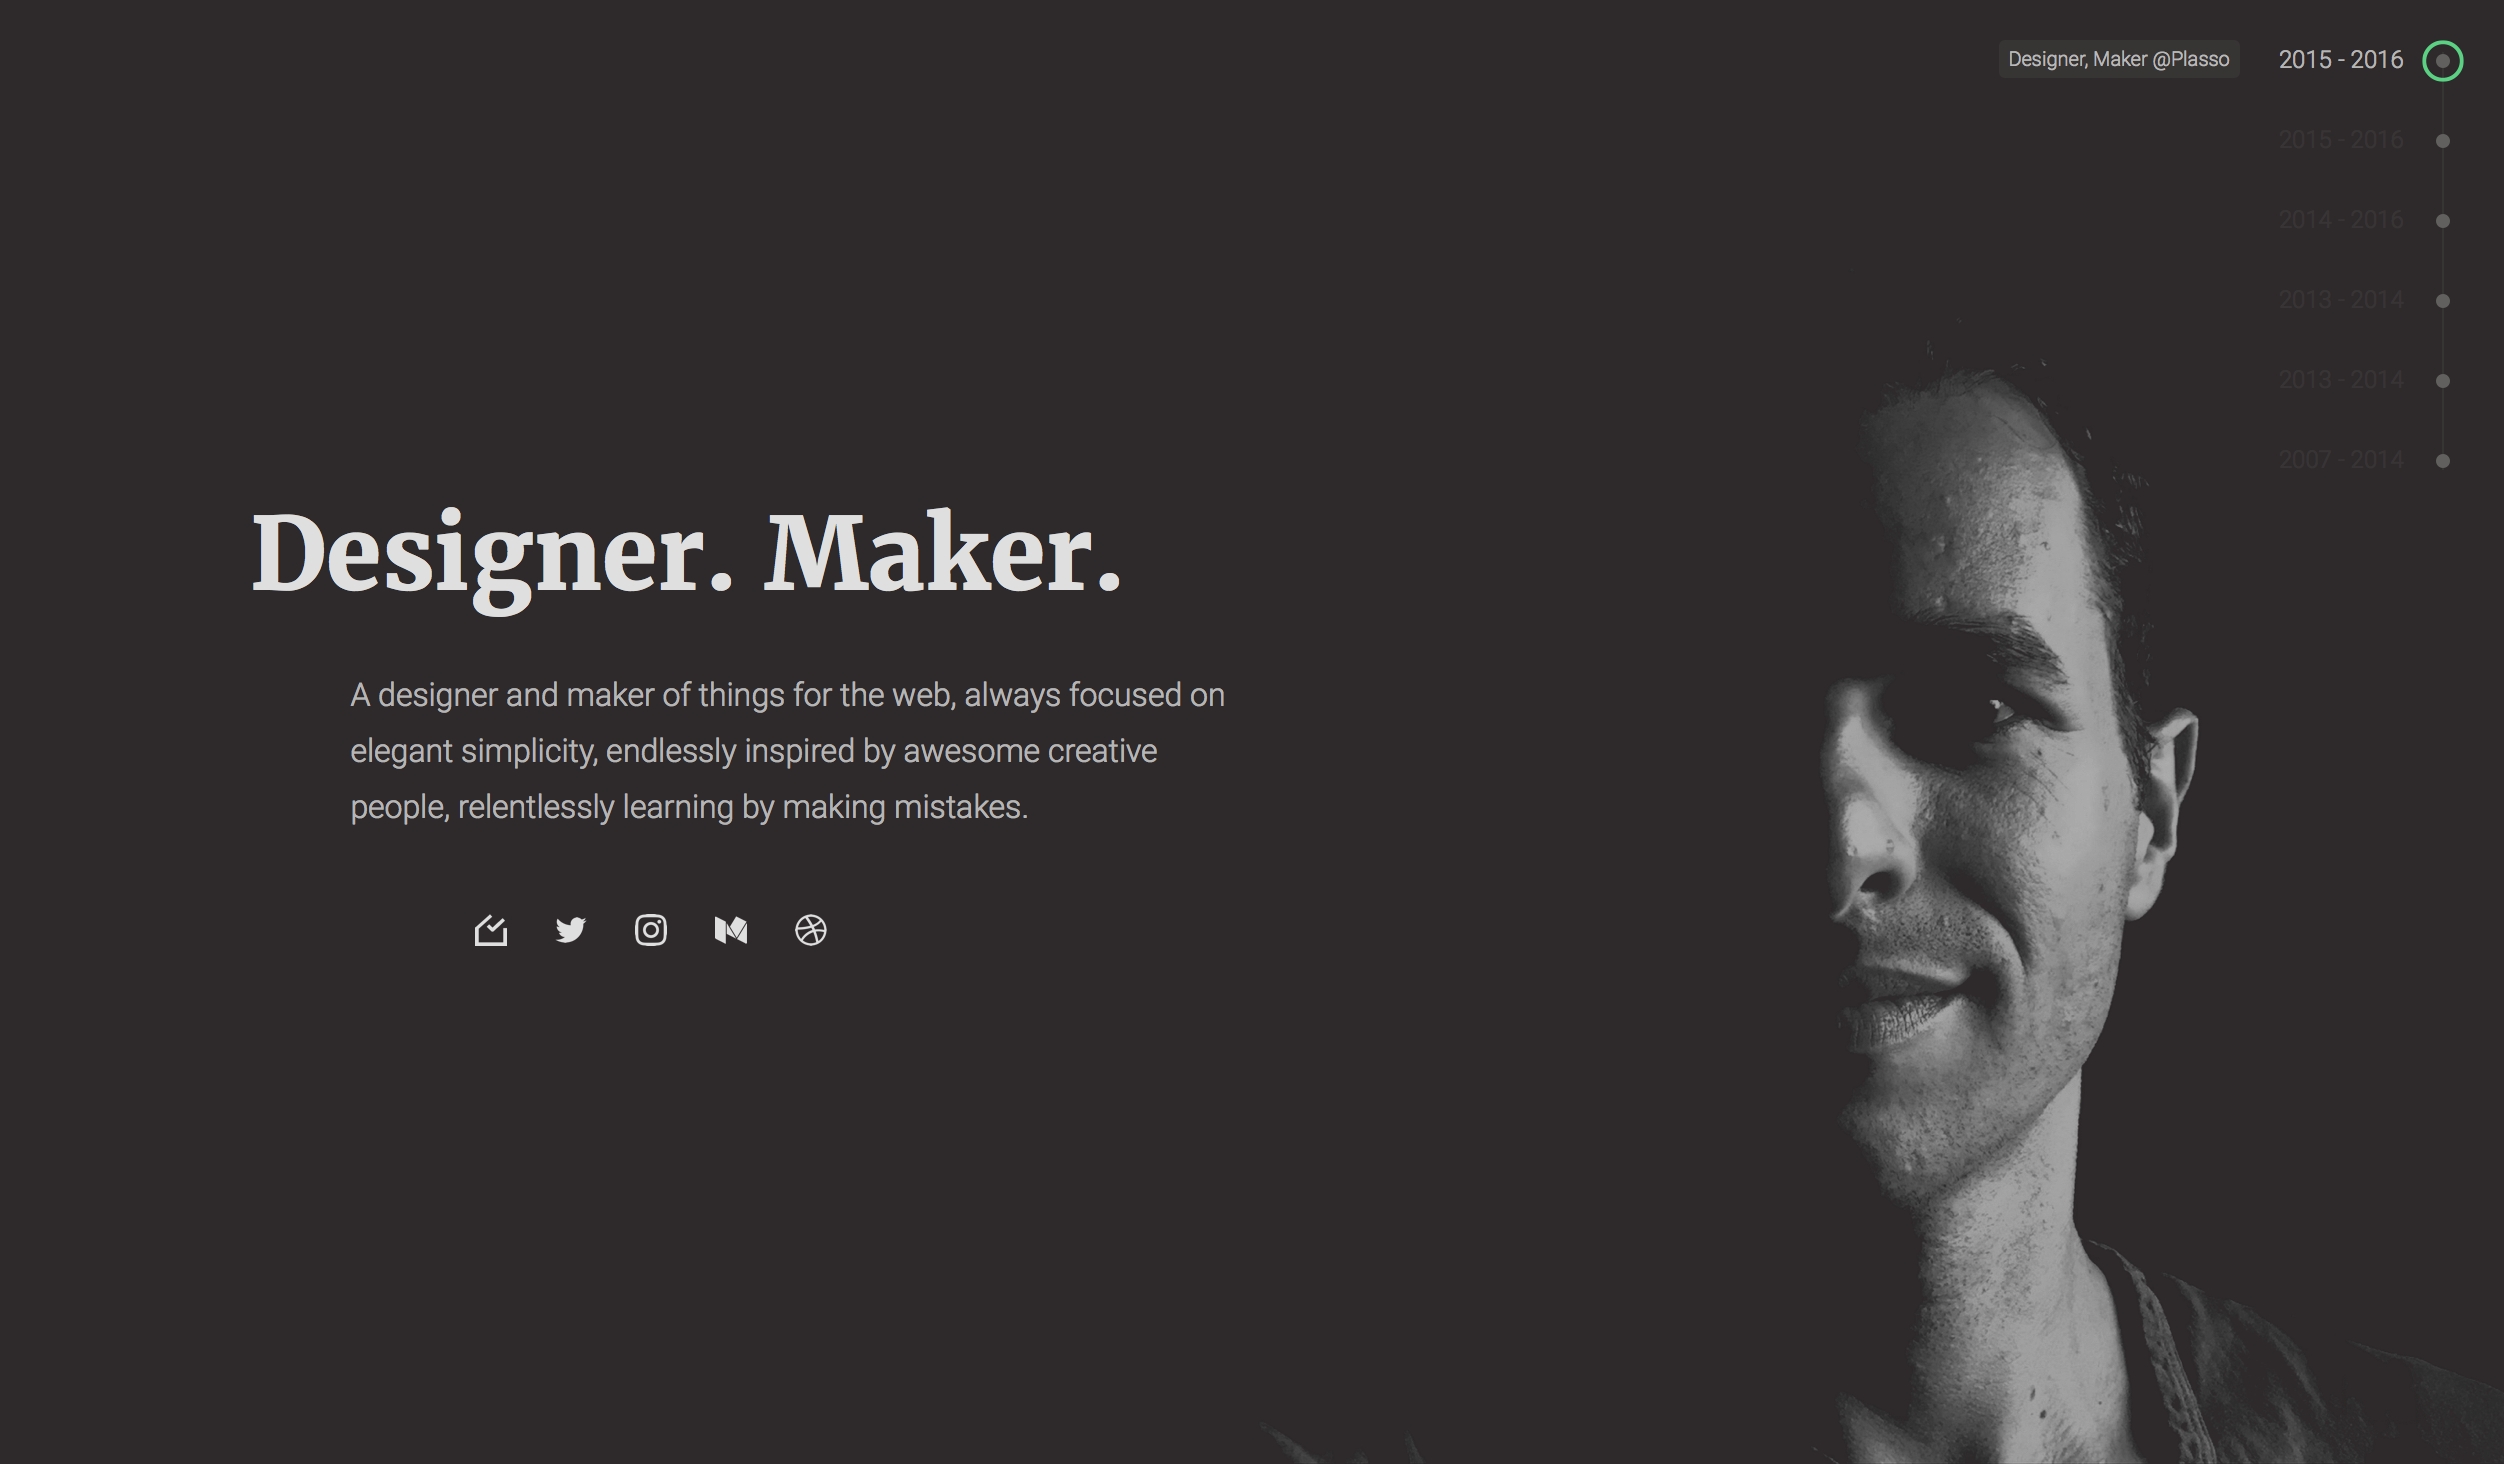 Designer, Maker @Plasso 2015 - 2016
2015 - 2016
2014 - 2016
2013 - 2014
2013 - 2014
2007 - 2014
Designer. Maker.
A designer and maker of things for the web, always focused on
elegant simplicity, endlessly inspired by awesome creative
people, relentlessly learning by making mistakes.